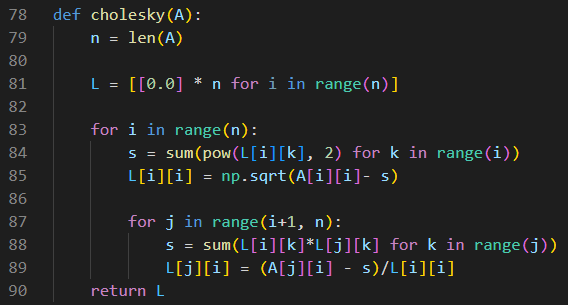 78 def cholesky(A):
79     n = len(A)
80
81     L = [[0.0] * n for i in range(n)]
82
83     for i in range(n):
84         s = sum(pow(L[i][k], 2) for k in range(i))
85         L[i][i] = np.sqrt(A[i][i]- s)
86
87         for j in range(i+1, n):
88             s = sum(L[i][k]*L[j][k] for k in range(j))
89             L[j][i] = (A[j][i] - s)/L[i][i]
90     return L